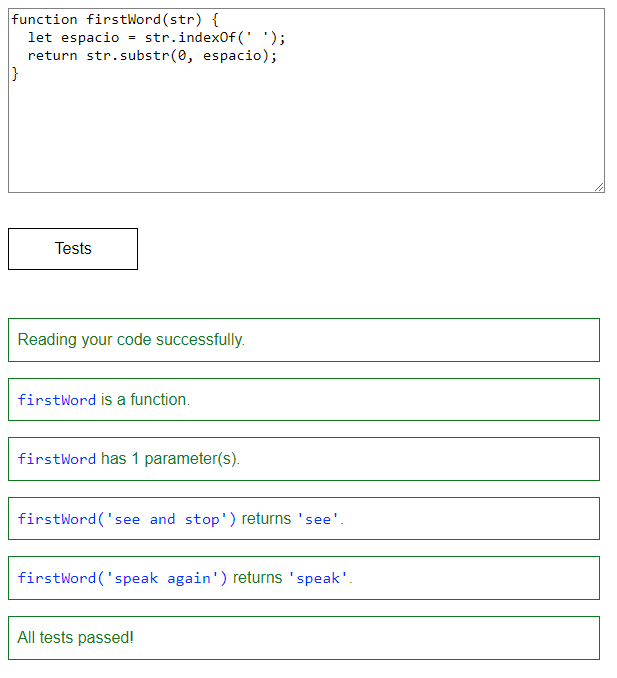 function firstWord(str) {
  let espacio = str.indexOf(' ');
  return str.substr(0, espacio);
}
Tests
Reading your code successfully.
firstWord is a function.
firstWord has 1 parameter(s).
firstWord('see and stop') returns 'see'.
firstWord('speak again') returns 'speak'.
All tests passed!